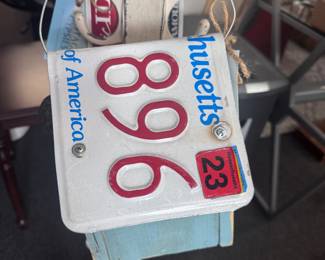 husetts
896
23
of America